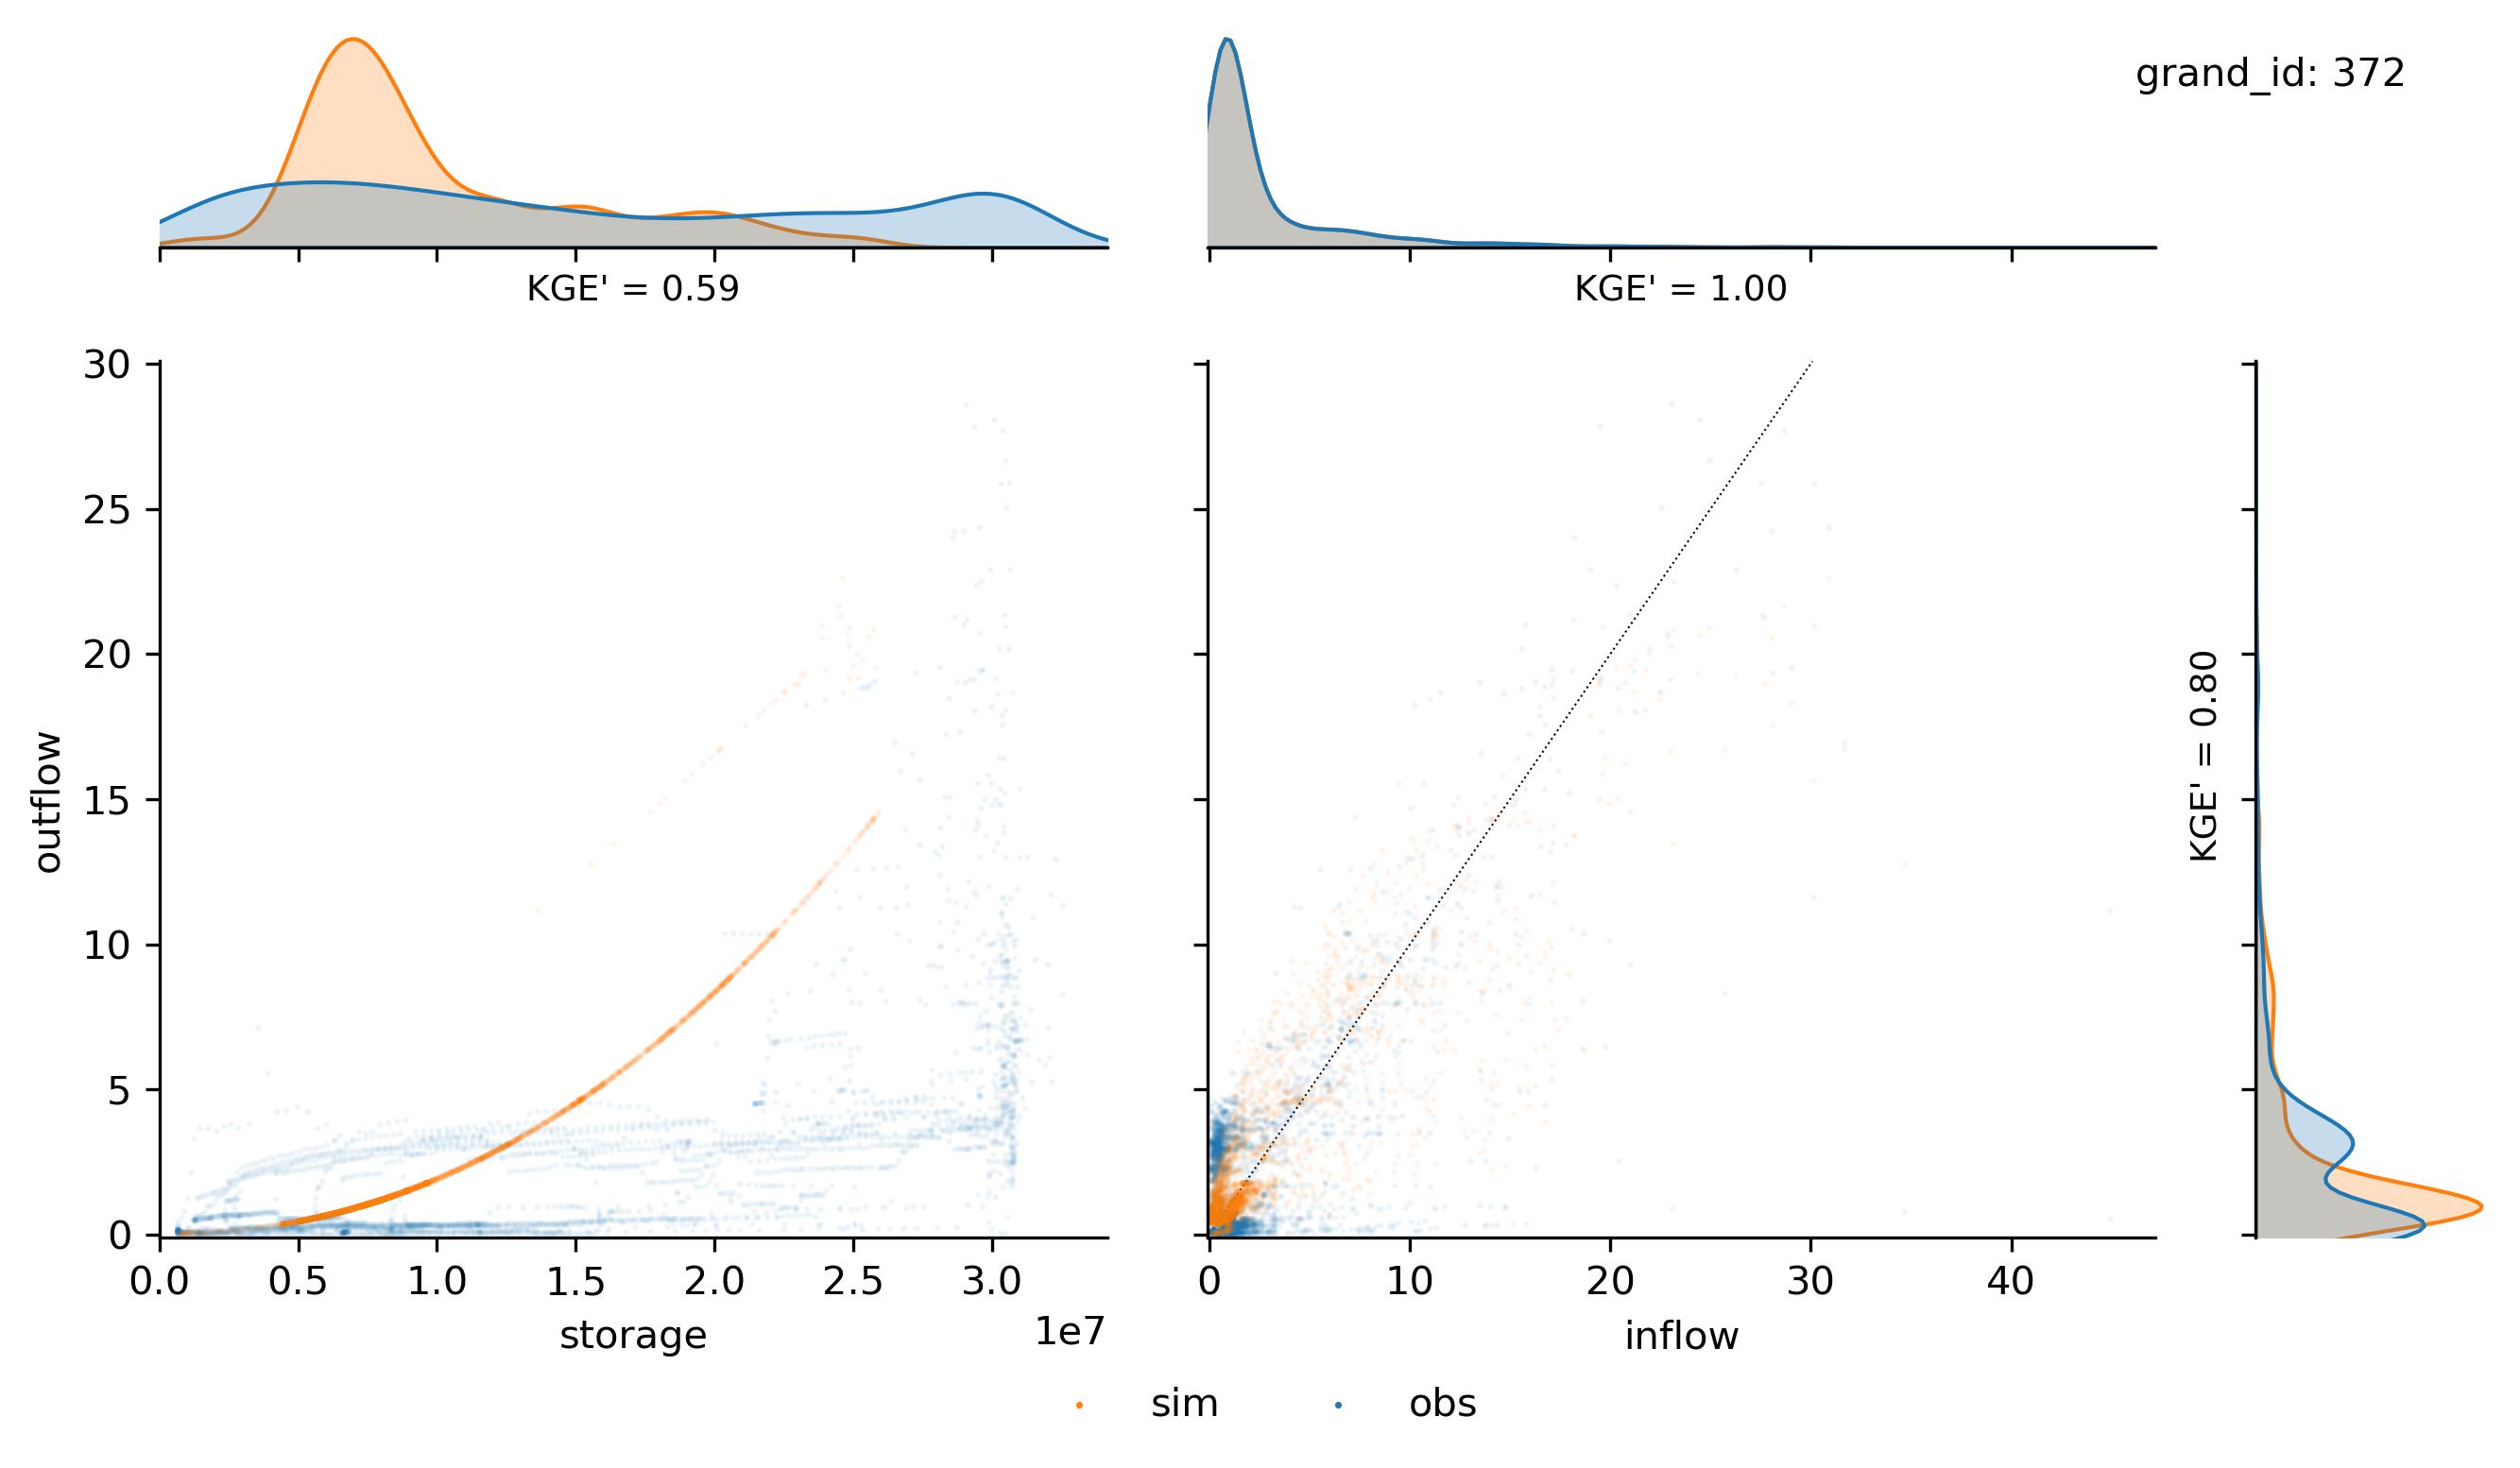 grand_id: 372
KGE' = 0.59
KGE' = 1.00
30
25
20
15
10
5
0
outflow
KGE' = 0.80
0.0 0.5 1.0 1.5 2.0 2.5 3.0
1e7
storage
0 10 20 30 40
inflow
sim obs